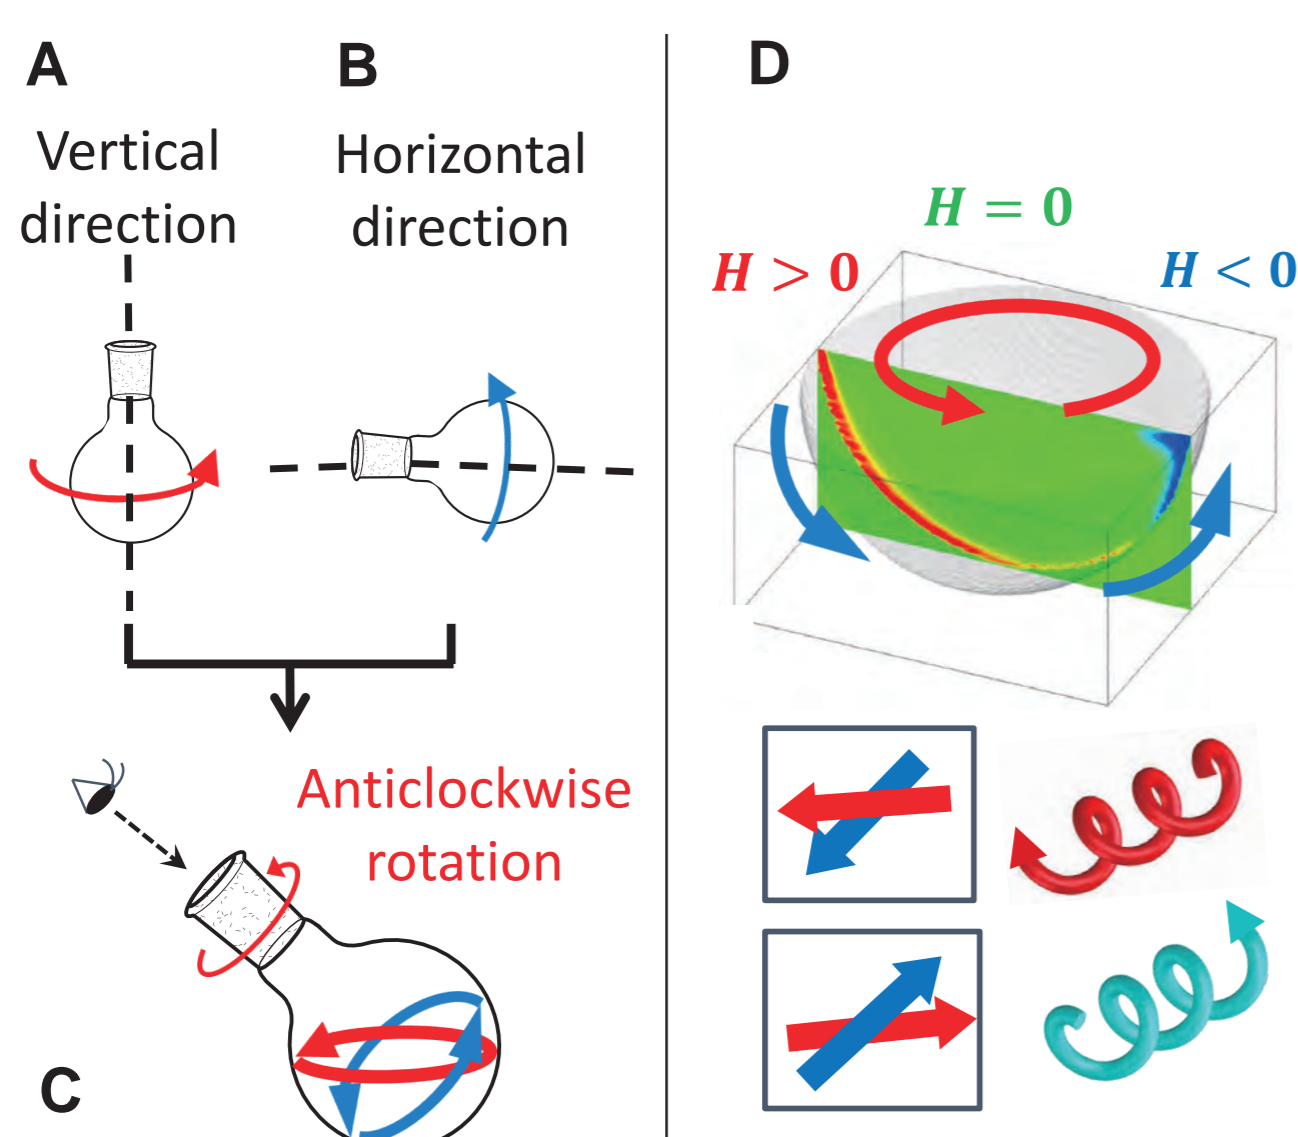 A
Vertical
direction
B
Horizontal
direction
Anticlockwise
rotation
C
D
H = 0
H > 0
H < 0